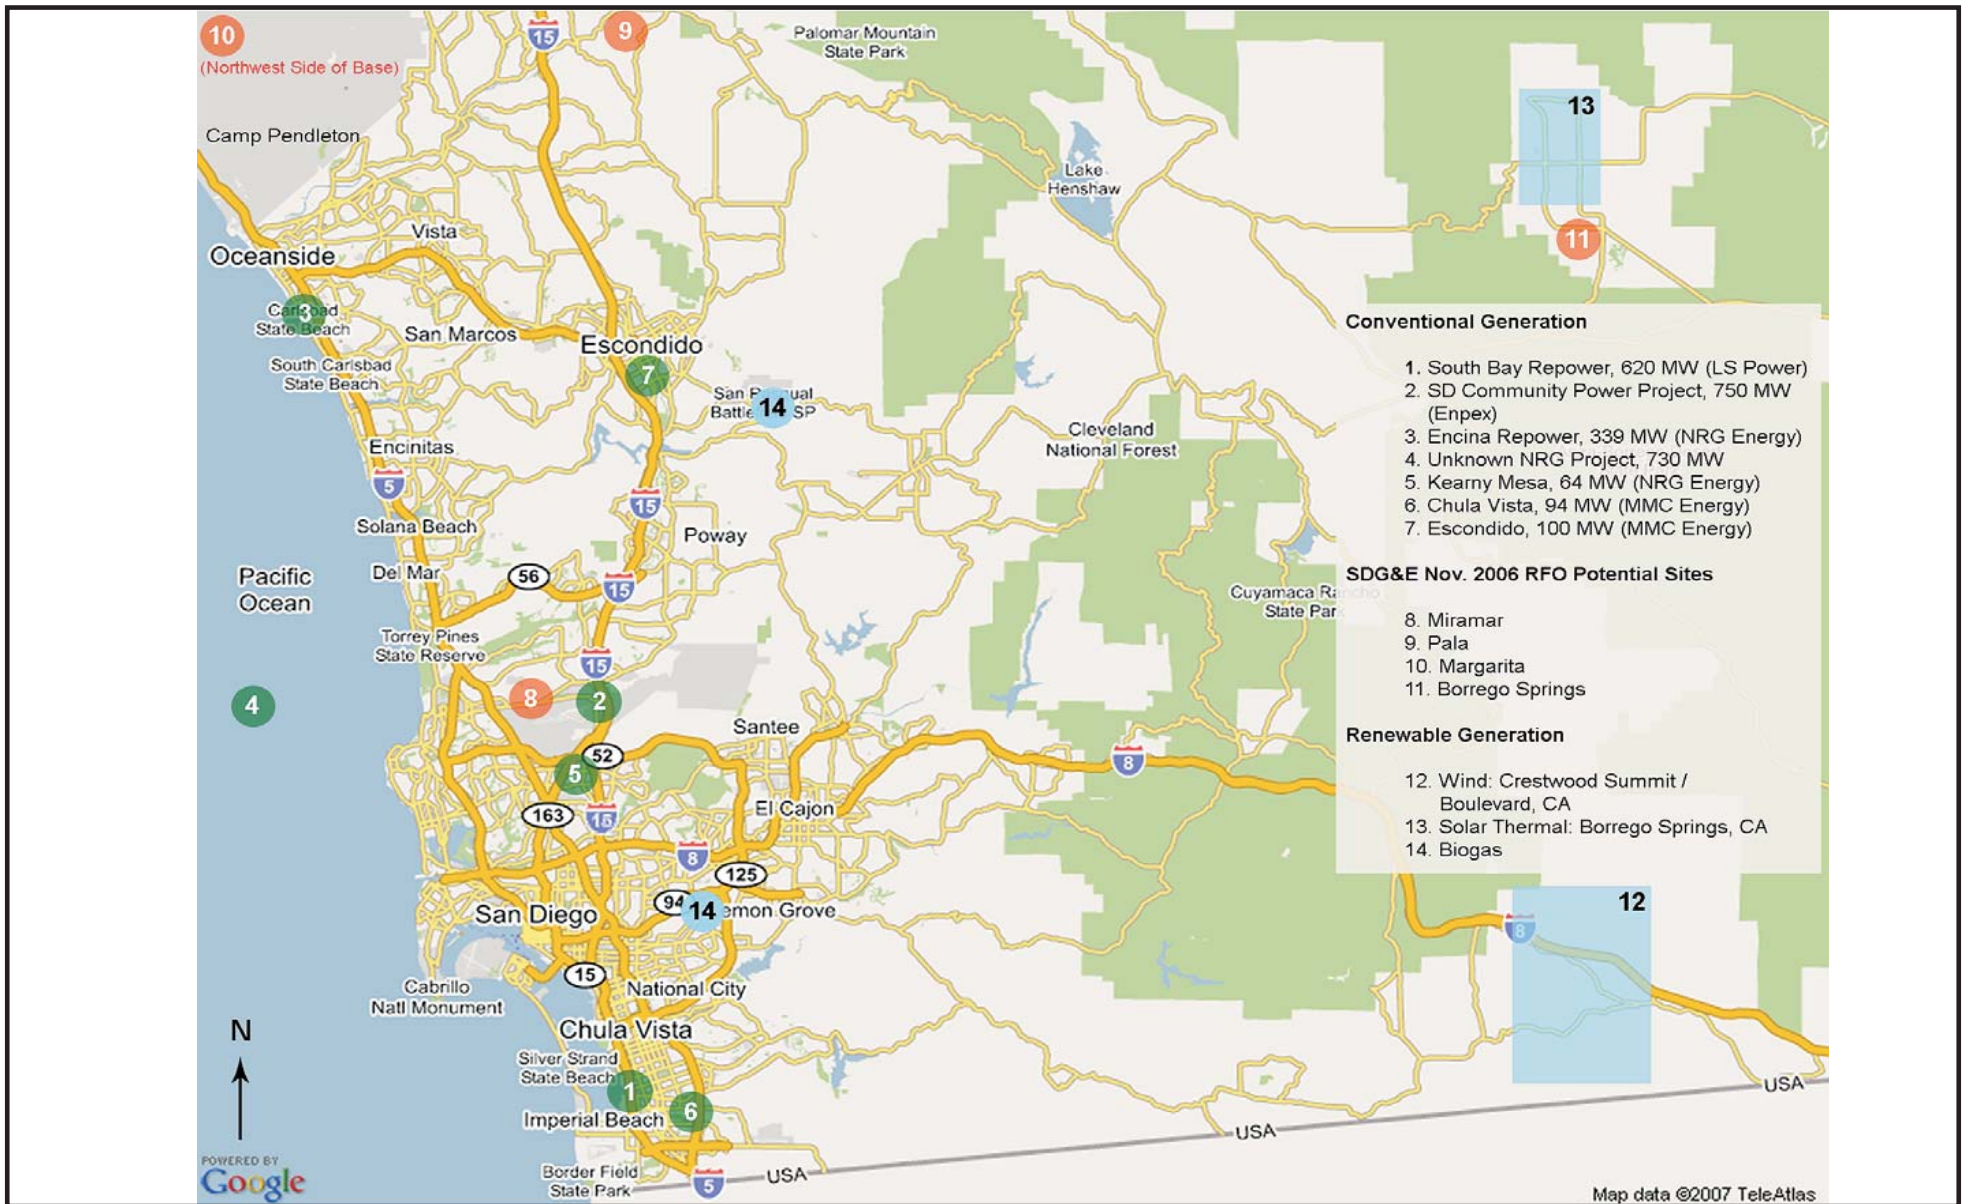 10
(Northwest Side of Base)
15
9
Palomar Mountain
State Park
13
Camp Pendleton
Lake
Henshaw
Vista
Oceanside
11
3
State Beach
San Marcos
Escondido
South Carlsbad
State Beach
7
14
Encinitas
Cleveland
National Forest
5
15
Solana Beach
Poway
Pacific
Ocean
Del Mar
56
15
Cuyamaca Rancho
State Park
Torrey Pines
State Reserve
15
4
8
2
Santee
52
5
8
163
15
El Cajon
8
125
94
14
emon Grove
San Diego
12
8
15
Cabrillo
Natl Monument
National City
N
Chula Vista
Silver Strand
State Beach
1
6
Imperial Beach
USA
USA
USA
Border Field
State Park
5
POWERED BY
Google
Conventional Generation
1. South Bay Repower, 620 MW (LS Power)
2. SD Community Power Project, 750 MW
(Enpex)
3. Encina Repower, 339 MW (NRG Energy)
4. Unknown NRG Project, 730 MW
5. Kearny Mesa, 64 MW (NRG Energy)
6. Chula Vista, 94 MW (MMC Energy)
7. Escondido, 100 MW (MMC Energy)
SDG&E Nov. 2006 RFO Potential Sites
8. Miramar
9. Pala
10. Margarita
11. Borrego Springs
Renewable Generation
12. Wind: Crestwood Summit /
Boulevard, CA
13. Solar Thermal: Borrego Springs, CA
14. Biogas
Map data ©2007 TeleAtlas